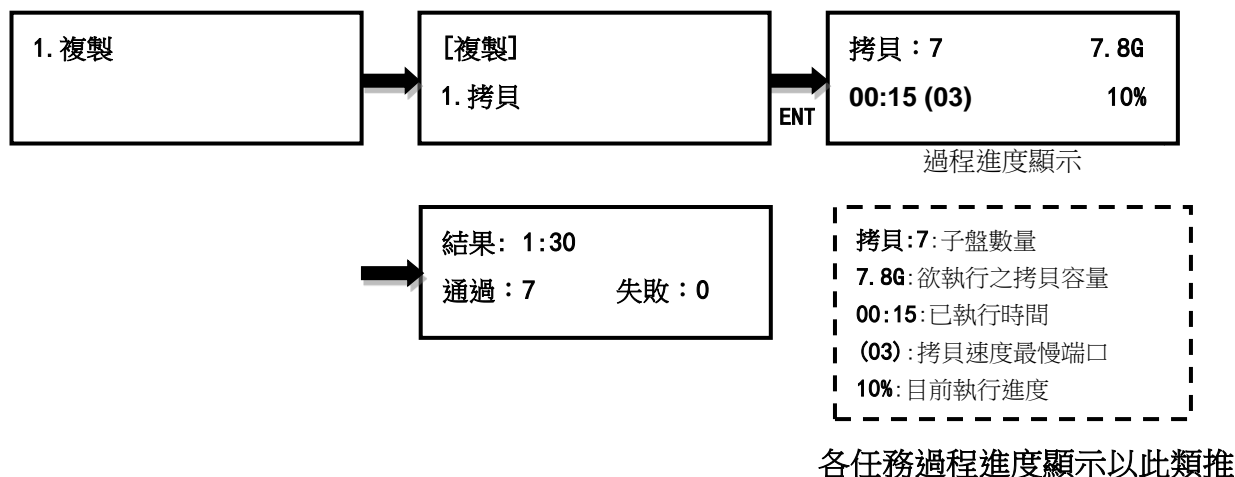 1.複製
[複製]
1.拷貝
ENT
拷貝：7 7.8G
00:15 (03) 10%
過程進度顯示
結果: 1:30
通過：7 失敗：0
拷貝:7:子盤數量
7.8G:欲執行之拷貝容量
00:15:已執行時間
(03):拷貝速度最慢端口
10%:目前執行進度
各任務過程進度顯示以此類推